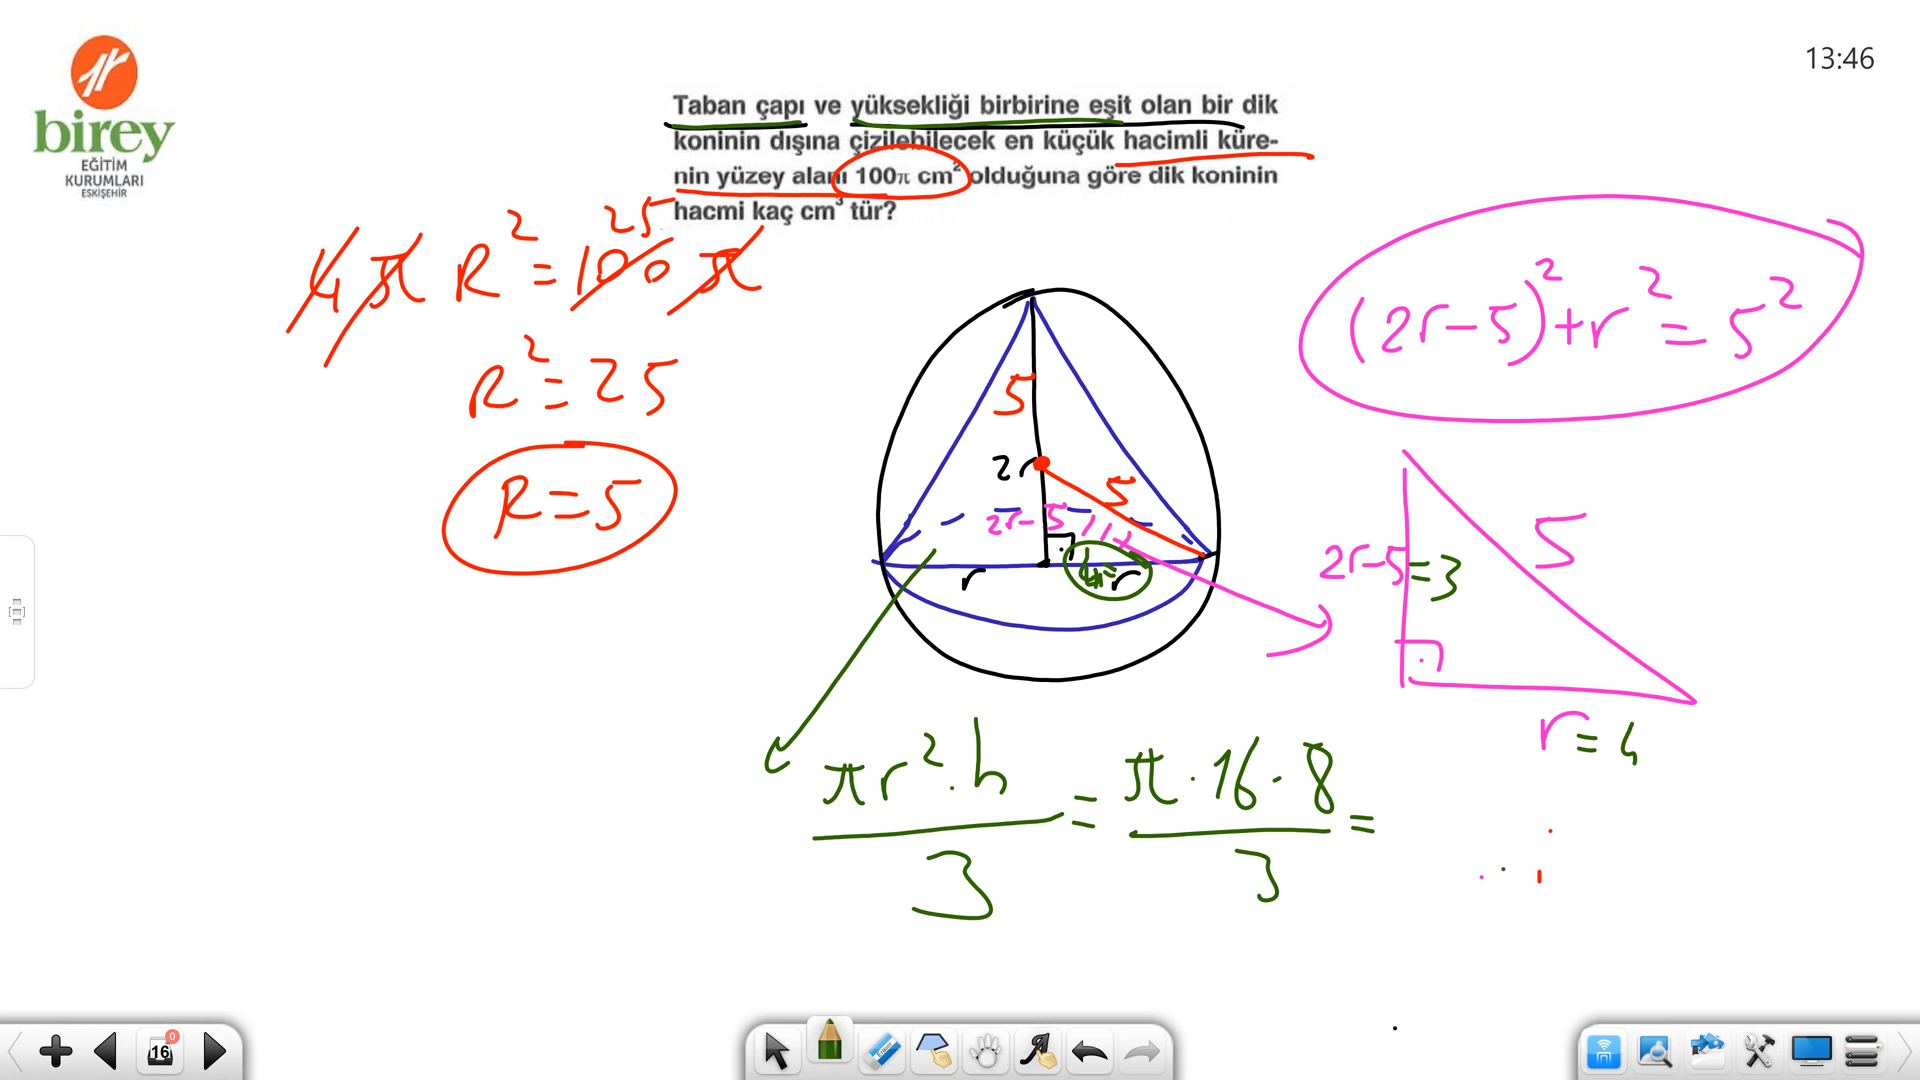 13:46
birey
EĞİTİM
KURUMLARI
ESKİŞEHİR
Taban çapı ve yüksekliği birbirine eşit olan bir dik
koninin dışına çizilebilecek en küçük hacimli küre-
nin yüzey alanı 100π cm² olduğuna göre dik koninin
hacmi kaç cm³ tür?
4πR² = 100π
25
R² = 25
R = 5
(2r-5)² + r² = 5²
5
2r
5
2r-5
r
4=r
2r-5=3
5
r=4
πr².h/3 = π.16.8/3 =
16
0
Eraser